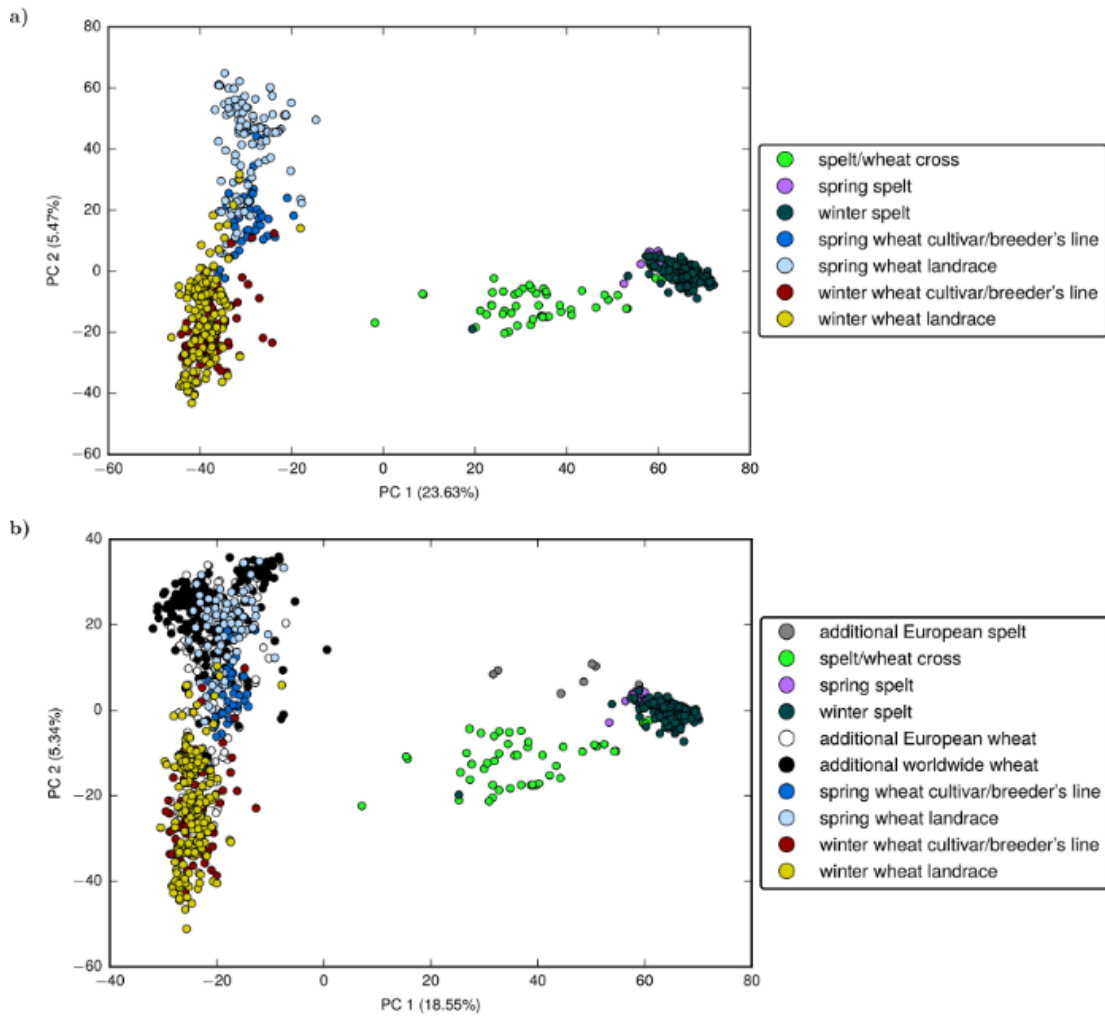 a)
80
60
40
20
0
−20
−40
−60
PC 2 (5.47%)
−60
−40
−20
0
20
40
60
80
PC 1 (23.63%)
spelt/wheat cross
spring spelt
winter spelt
spring wheat cultivar/breeder's line
spring wheat landrace
winter wheat cultivar/breeder's line
winter wheat landrace
b)
40
20
0
−20
−40
−60
PC 2 (5.34%)
−40
−20
0
20
40
60
80
PC 1 (18.55%)
additional European spelt
spelt/wheat cross
spring spelt
winter spelt
additional European wheat
additional worldwide wheat
spring wheat cultivar/breeder's line
spring wheat landrace
winter wheat cultivar/breeder's line
winter wheat landrace